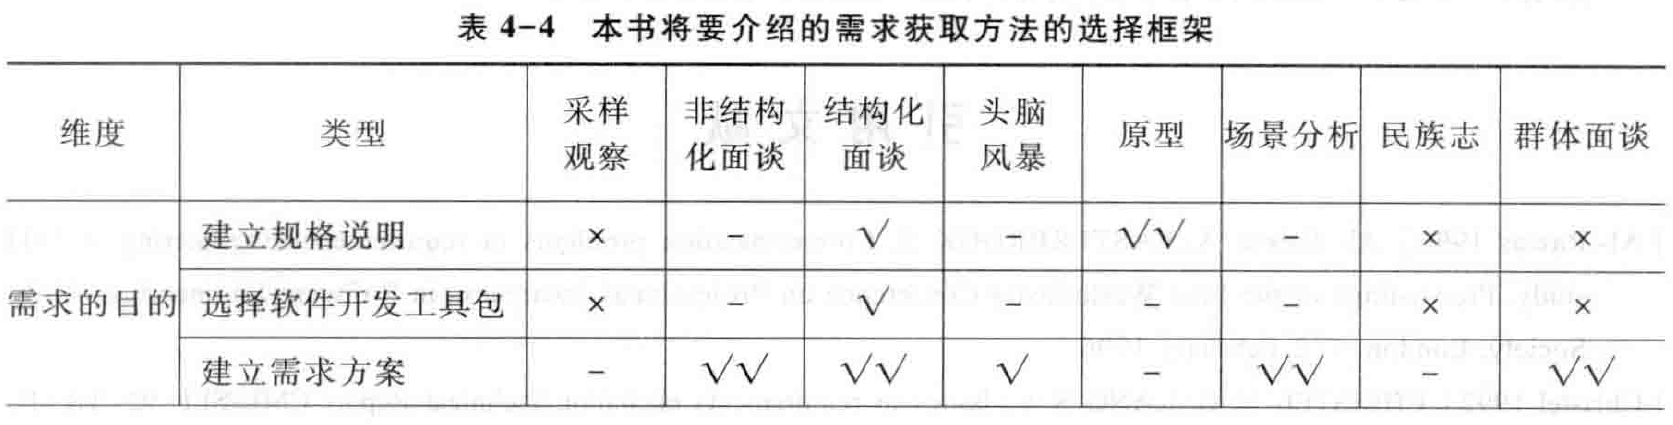 表 4-4 本书将要介绍的需求获取方法的选择框架
维度 类型 采样观察 非结构化面谈 结构化面谈 头脑风暴 原型 场景分析 民族志 群体面谈
需求的目的 建立规格说明 × – √ – √√ – × ×
选择软件开发工具包 × – √ – – – × ×
建立需求方案 – √√ √√ √ – √√ – √√